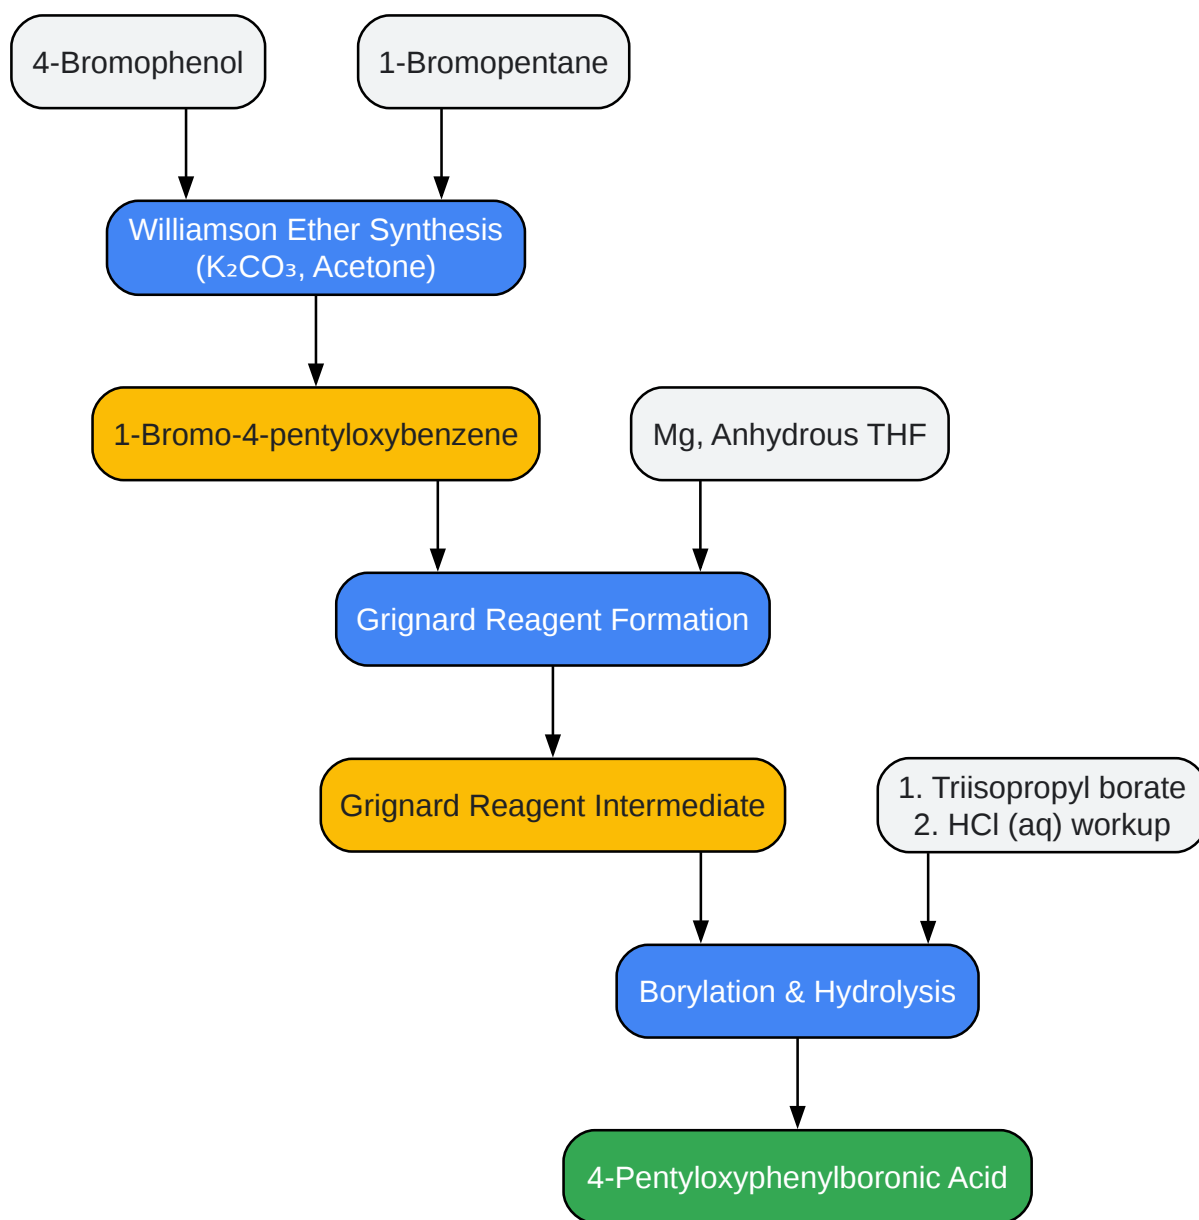 4-Bromophenol
1-Bromopentane
Williamson Ether Synthesis
(K₂CO₃, Acetone)
1-Bromo-4-pentyloxybenzene
Mg, Anhydrous THF
Grignard Reagent Formation
Grignard Reagent Intermediate
1. Triisopropyl borate
2. HCl (aq) workup
Borylation & Hydrolysis
4-Pentyloxyphenylboronic Acid